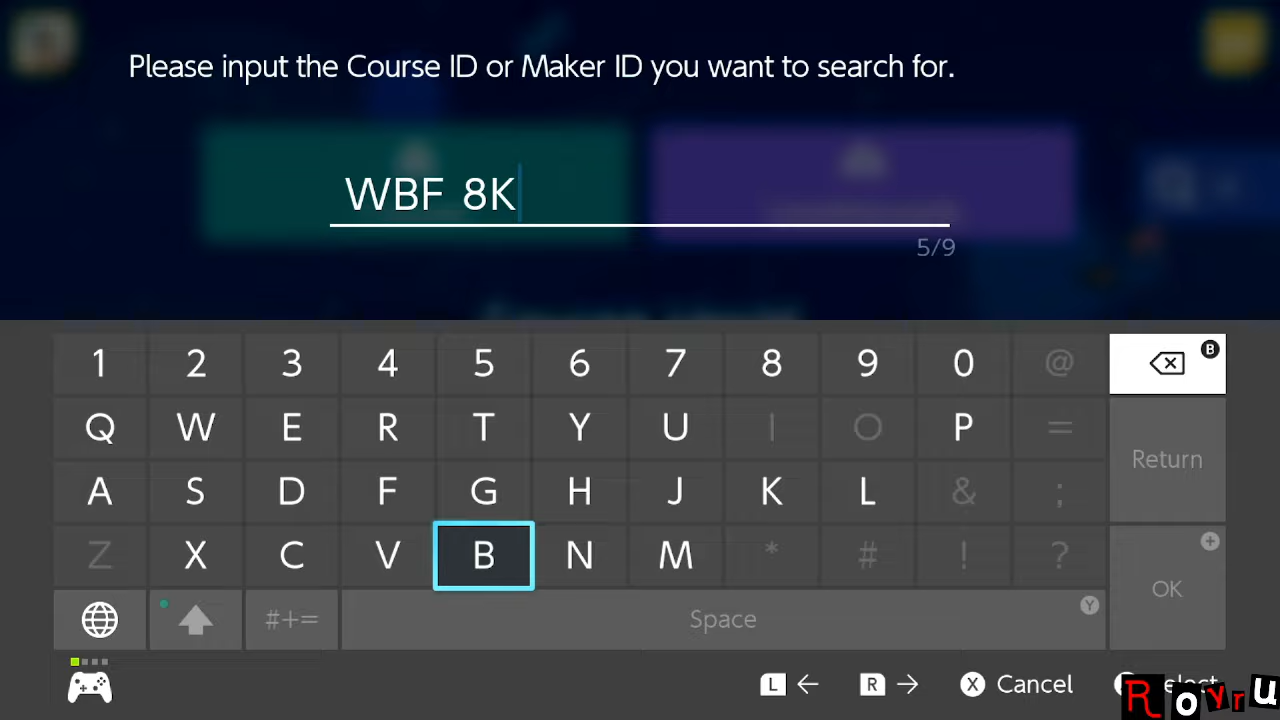 Please input the Course ID or Maker ID you want to search for.
WBF 8K
5/9
1 2 3 4 5 6 7 8 9 0 @ B
Q W E R T Y U I O P =
Return
A S D F G H J K L & ;
Z X C V B N M * # ! ?
OK
#+= Space Y
L ← R → X Cancel
Royru